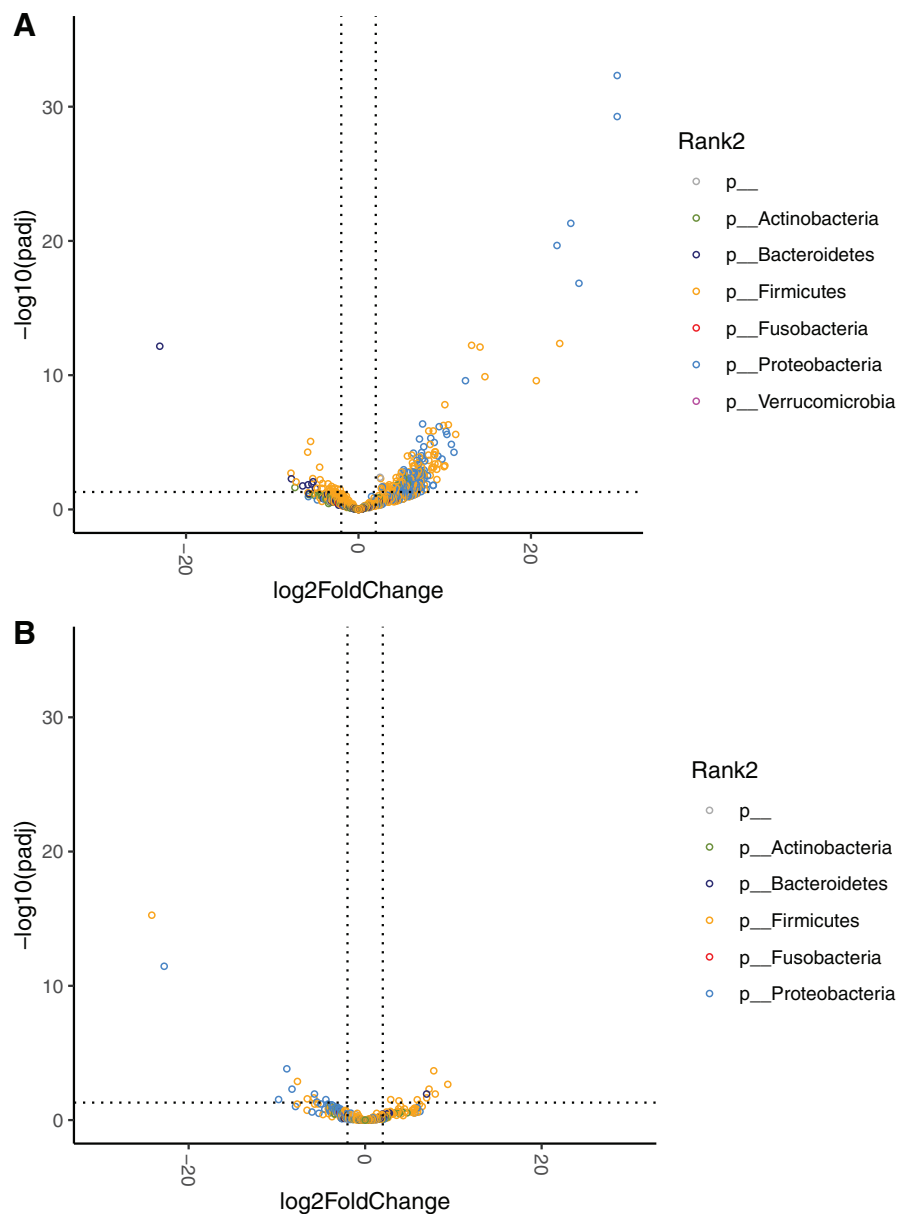 A
30
20
10
0
−log10(padj)
−20
0
20
log2FoldChange
Rank2
p__
p__Actinobacteria
p__Bacteroidetes
p__Firmicutes
p__Fusobacteria
p__Proteobacteria
p__Verrucomicrobia
B
30
20
10
0
−log10(padj)
−20
0
20
log2FoldChange
Rank2
p__
p__Actinobacteria
p__Bacteroidetes
p__Firmicutes
p__Fusobacteria
p__Proteobacteria